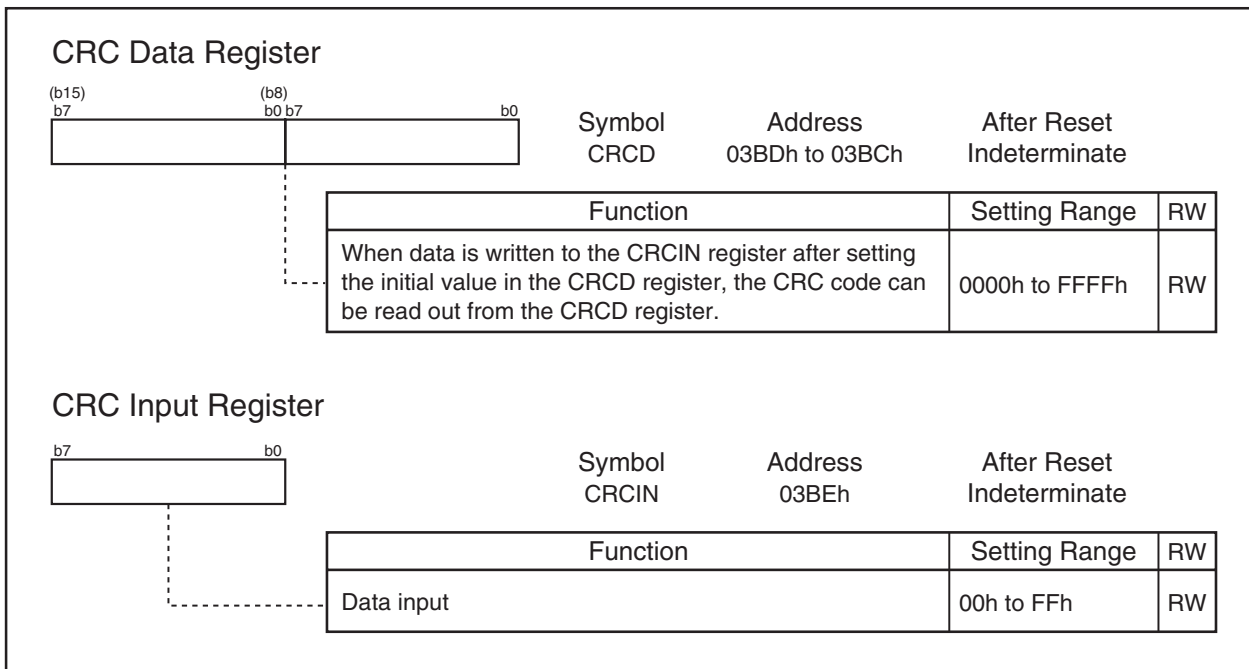 CRC Data Register
(b15) (b8)
b7 b0 b7 b0
Symbol Address After Reset
CRCD 03BDh to 03BCh Indeterminate
Function Setting Range RW
When data is written to the CRCIN register after setting
the initial value in the CRCD register, the CRC code can
be read out from the CRCD register.
0000h to FFFFh RW
CRC Input Register
b7 b0
Symbol Address After Reset
CRCIN 03BEh Indeterminate
Function Setting Range RW
Data input 00h to FFh RW